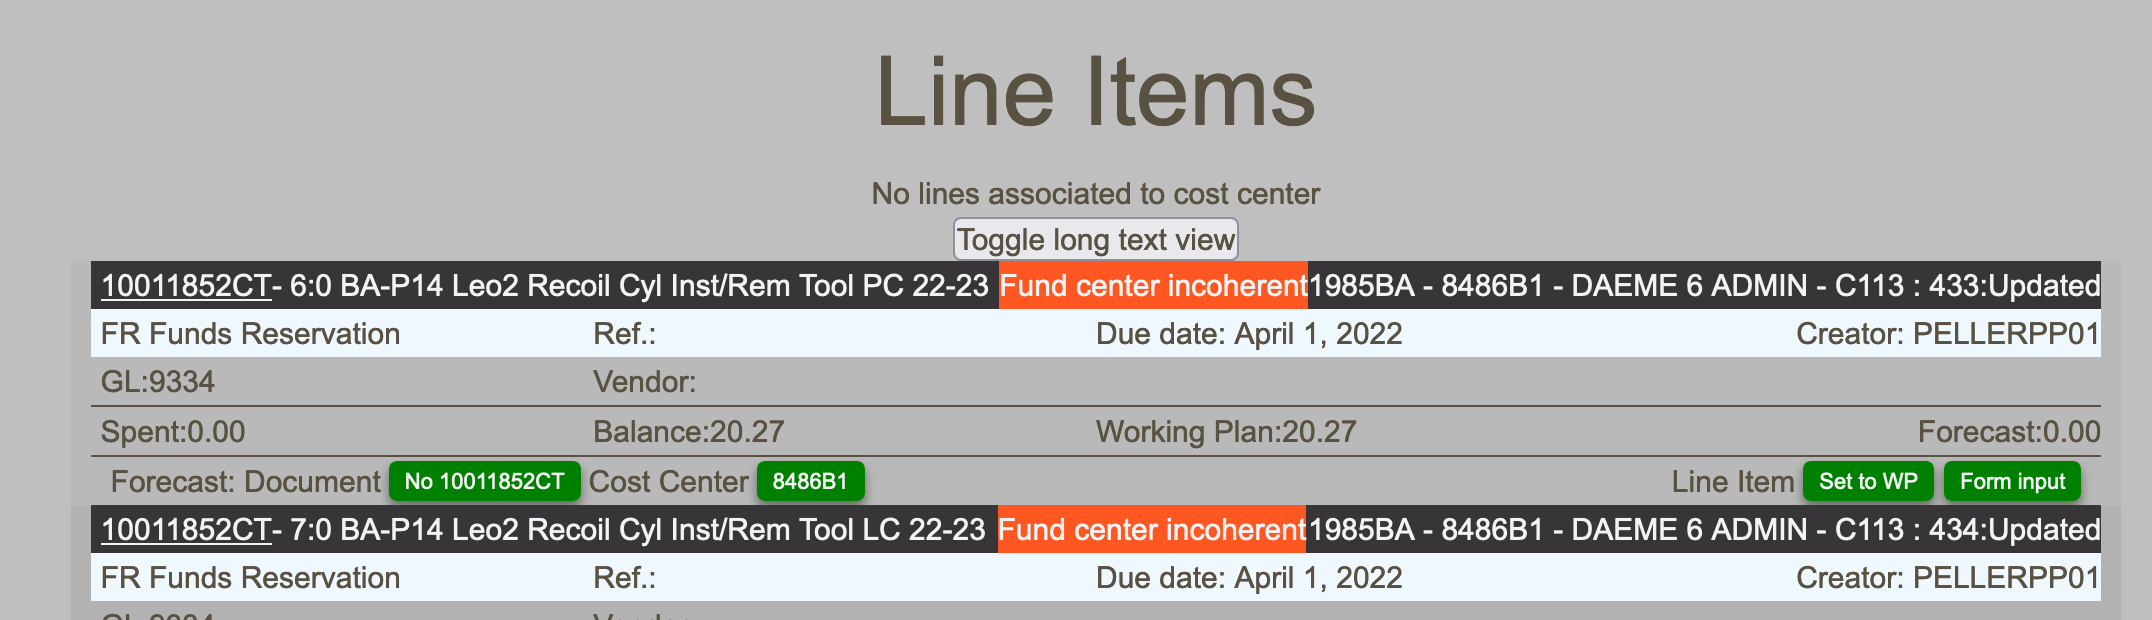 Line Items
No lines associated to cost center
Toggle long text view
10011852CT- 6:0 BA-P14 Leo2 Recoil Cyl Inst/Rem Tool PC 22-23 Fund center incoherent 1985BA - 8486B1 - DAEME 6 ADMIN - C113 : 433:Updated
FR Funds Reservation Ref.: Due date: April 1, 2022 Creator: PELLERPP01
GL:9334 Vendor:
Spent:0.00 Balance:20.27 Working Plan:20.27 Forecast:0.00
Forecast: Document No 10011852CT Cost Center 8486B1 Line Item Set to WP Form input
10011852CT- 7:0 BA-P14 Leo2 Recoil Cyl Inst/Rem Tool LC 22-23 Fund center incoherent 1985BA - 8486B1 - DAEME 6 ADMIN - C113 : 434:Updated
FR Funds Reservation Ref.: Due date: April 1, 2022 Creator: PELLERPP01